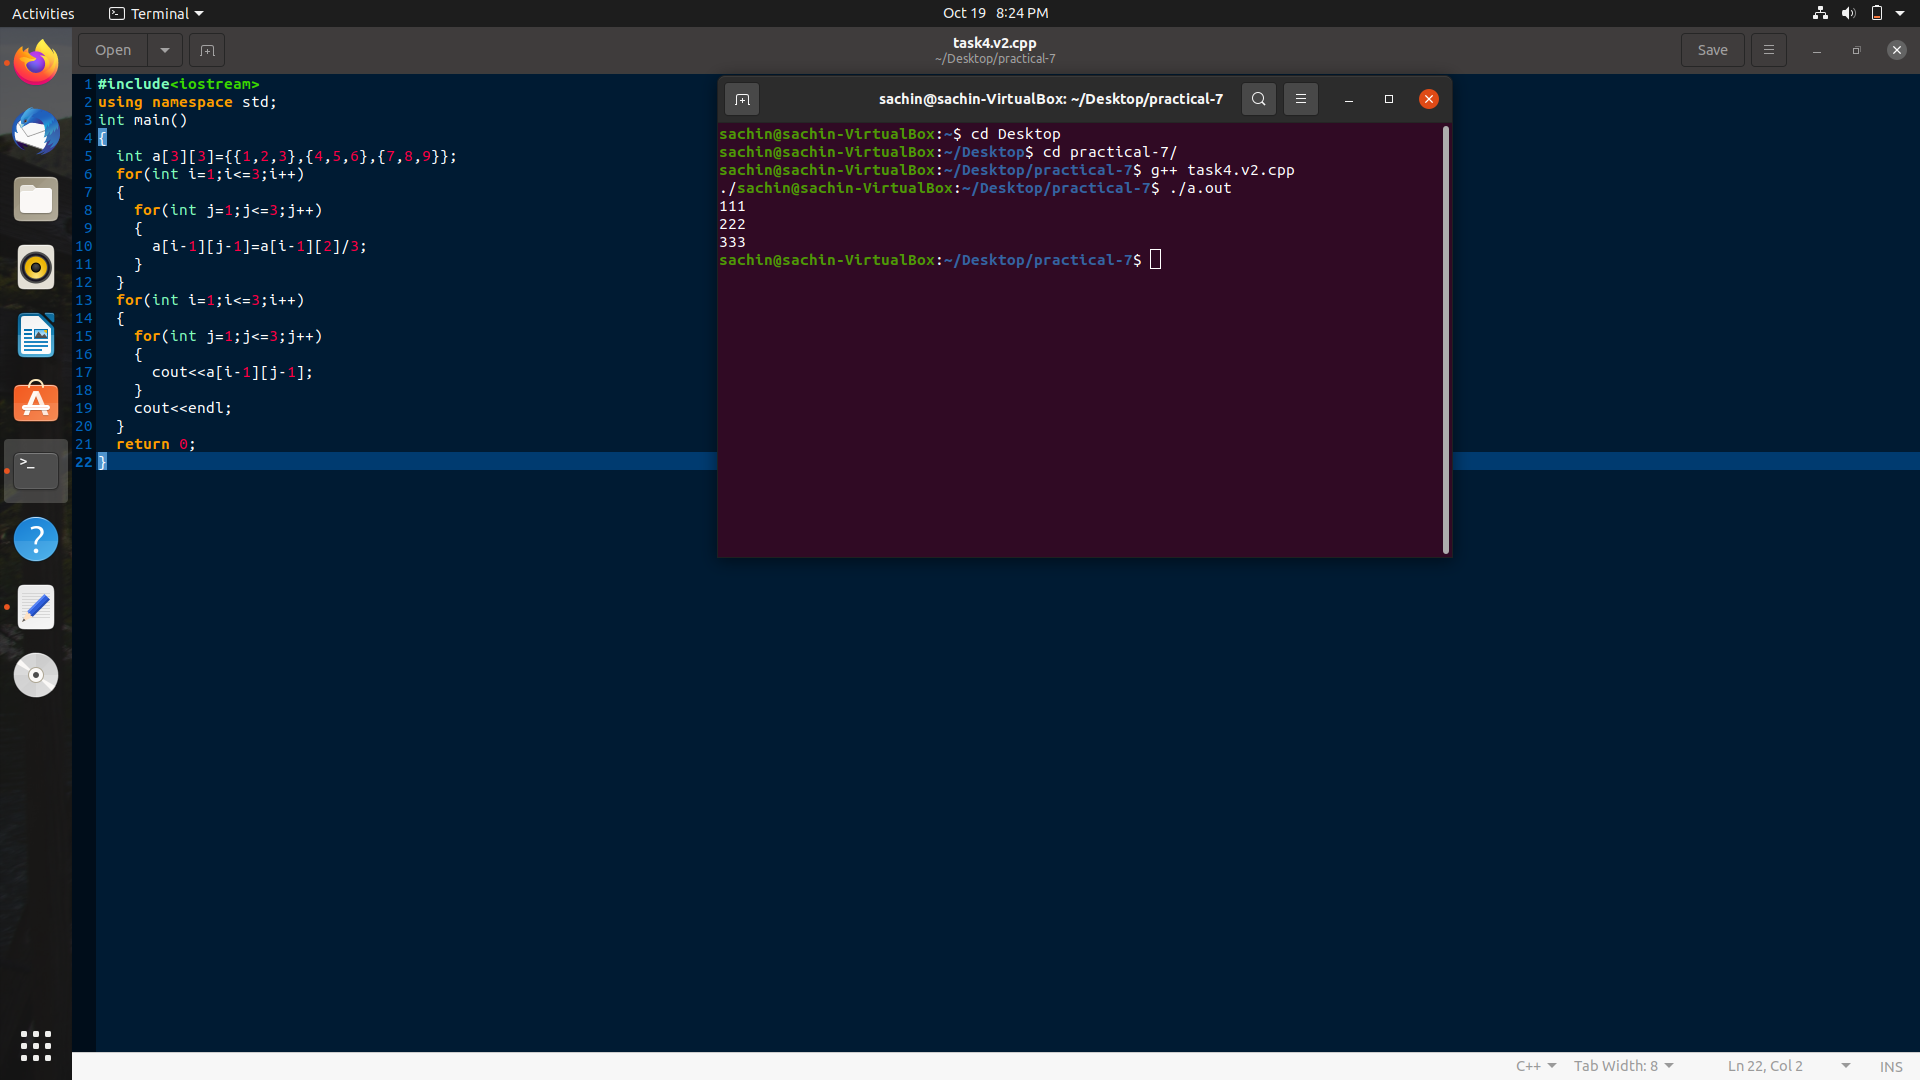 Activities
Terminal
Oct 19 8:24 PM
Open
task4.v2.cpp
~/Desktop/practical-7
Save
1 #include<iostream>
2 using namespace std;
3 int main()
4 {
5   int a[3][3]={{1,2,3},{4,5,6},{7,8,9}};
6   for(int i=1;i<=3;i++)
7   {
8     for(int j=1;j<=3;j++)
9     {
10       a[i-1][j-1]=a[i-1][2]/3;
11     }
12   }
13   for(int i=1;i<=3;i++)
14   {
15     for(int j=1;j<=3;j++)
16     {
17       cout<<a[i-1][j-1];
18     }
19     cout<<endl;
20   }
21   return 0;
22 }
sachin@sachin-VirtualBox: ~/Desktop/practical-7
sachin@sachin-VirtualBox:~$ cd Desktop
sachin@sachin-VirtualBox:~/Desktop$ cd practical-7/
sachin@sachin-VirtualBox:~/Desktop/practical-7$ g++ task4.v2.cpp
./sachin@sachin-VirtualBox:~/Desktop/practical-7$ ./a.out
111
222
333
sachin@sachin-VirtualBox:~/Desktop/practical-7$
C++
Tab Width: 8
Ln 22, Col 2
INS